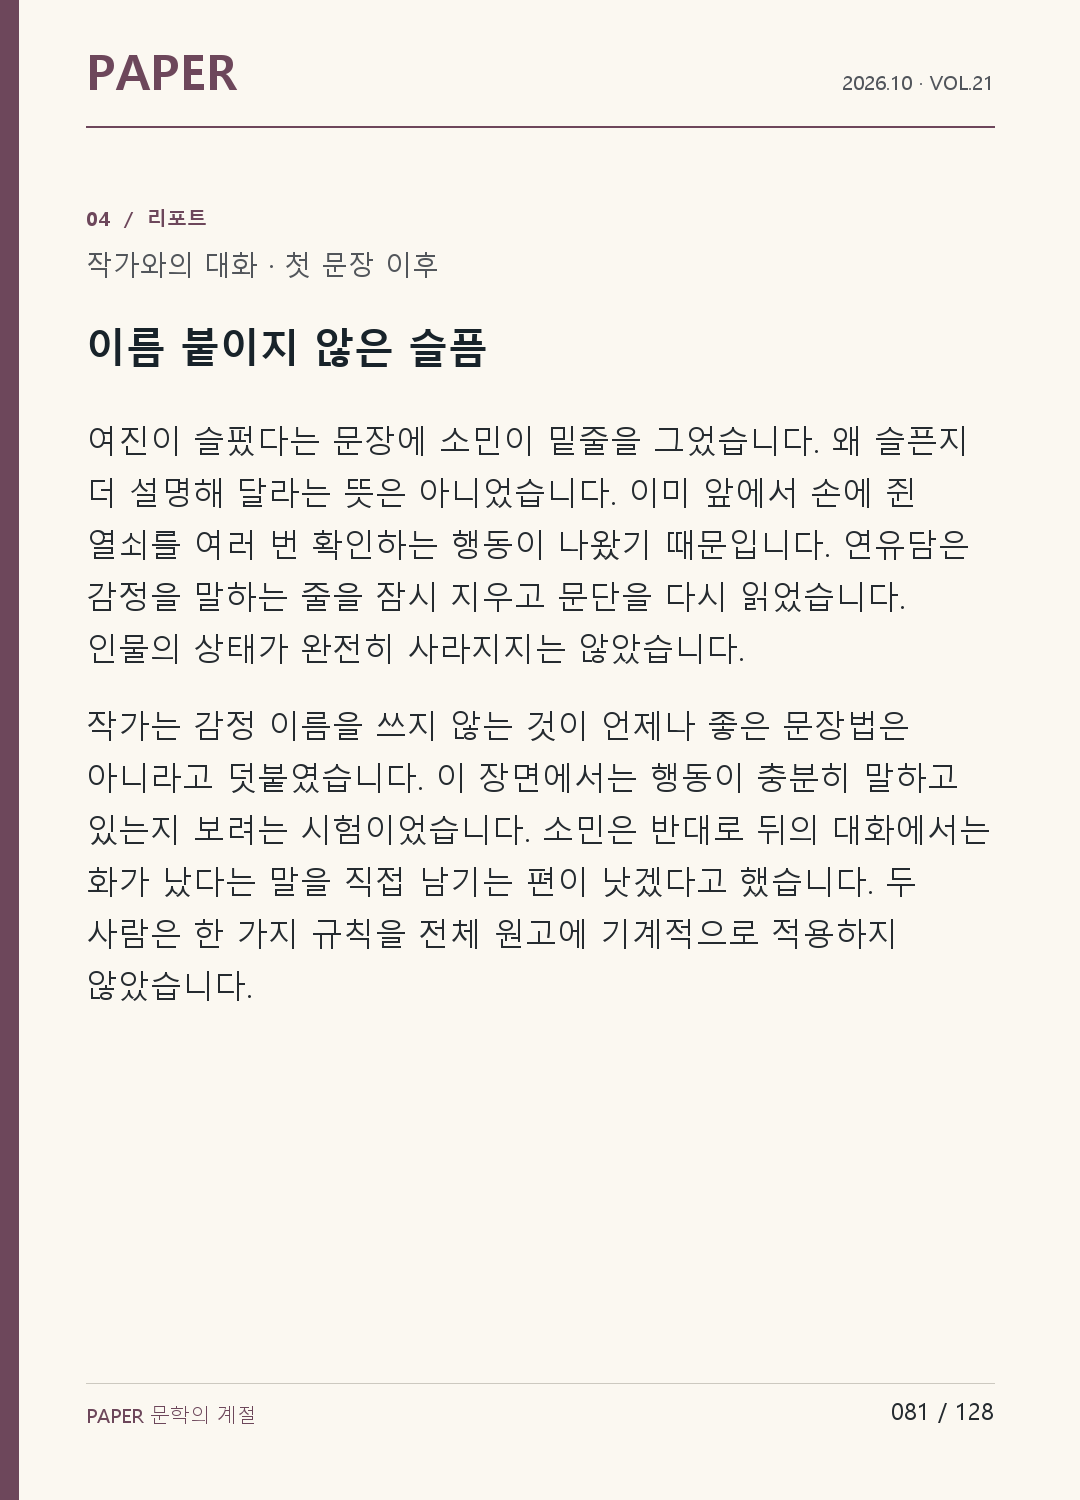 PAPER
2026.10 · VOL.21
04 / 리포트
작가와의 대화 · 첫 문장 이후
이름 붙이지 않은 슬픔
여진이 슬펐다는 문장에 소민이 밑줄을 그었습니다. 왜 슬픈지
더 설명해 달라는 뜻은 아니었습니다. 이미 앞에서 손에 쥔
열쇠를 여러 번 확인하는 행동이 나왔기 때문입니다. 연유담은
감정을 말하는 줄을 잠시 지우고 문단을 다시 읽었습니다.
인물의 상태가 완전히 사라지지는 않았습니다.
작가는 감정 이름을 쓰지 않는 것이 언제나 좋은 문장법은
아니라고 덧붙였습니다. 이 장면에서는 행동이 충분히 말하고
있는지 보려는 시험이었습니다. 소민은 반대로 뒤의 대화에서는
화가 났다는 말을 직접 남기는 편이 낫겠다고 했습니다. 두
사람은 한 가지 규칙을 전체 원고에 기계적으로 적용하지
않았습니다.
PAPER 문학의 계절
081 / 128